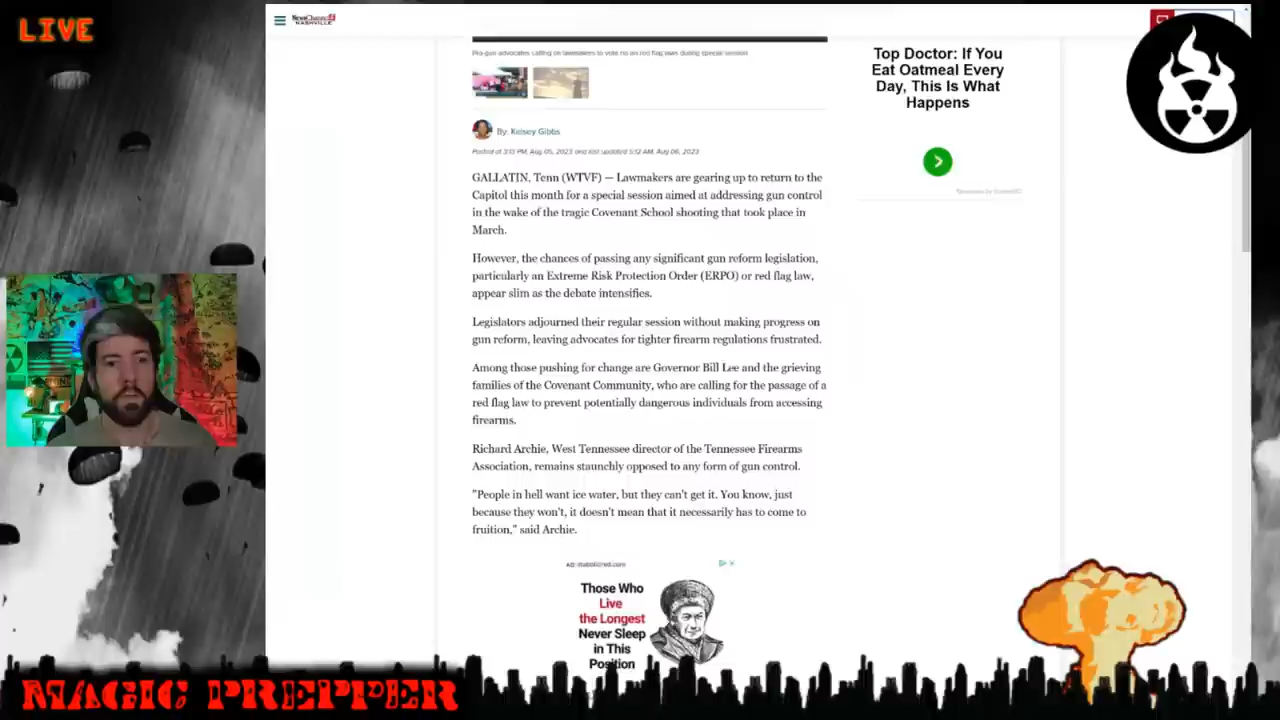 LIVE
NewsChannel5
NASHVILLE
Pro-gun advocates calling on lawmakers to vote no on red flag laws during special session
By: Kelsey Gibbs
Posted at 3:13 PM, Aug 05, 2023 and last updated 5:12 AM, Aug 06, 2023
GALLATIN, Tenn (WTVF) — Lawmakers are gearing up to return to the
Capitol this month for a special session aimed at addressing gun control
in the wake of the tragic Covenant School shooting that took place in
March.
However, the chances of passing any significant gun reform legislation,
particularly an Extreme Risk Protection Order (ERPO) or red flag law,
appear slim as the debate intensifies.
Legislators adjourned their regular session without making progress on
gun reform, leaving advocates for tighter firearm regulations frustrated.
Among those pushing for change are Governor Bill Lee and the grieving
families of the Covenant Community, who are calling for the passage of a
red flag law to prevent potentially dangerous individuals from accessing
firearms.
Richard Archie, West Tennessee director of the Tennessee Firearms
Association, remains staunchly opposed to any form of gun control.
"People in hell want ice water, but they can't get it. You know, just
because they won't, it doesn't mean that it necessarily has to come to
fruition," said Archie.
Top Doctor: If You
Eat Oatmeal Every
Day, This Is What
Happens
Those Who
Live
the Longest
Never Sleep
in This
Position
MAGIC PREPPER